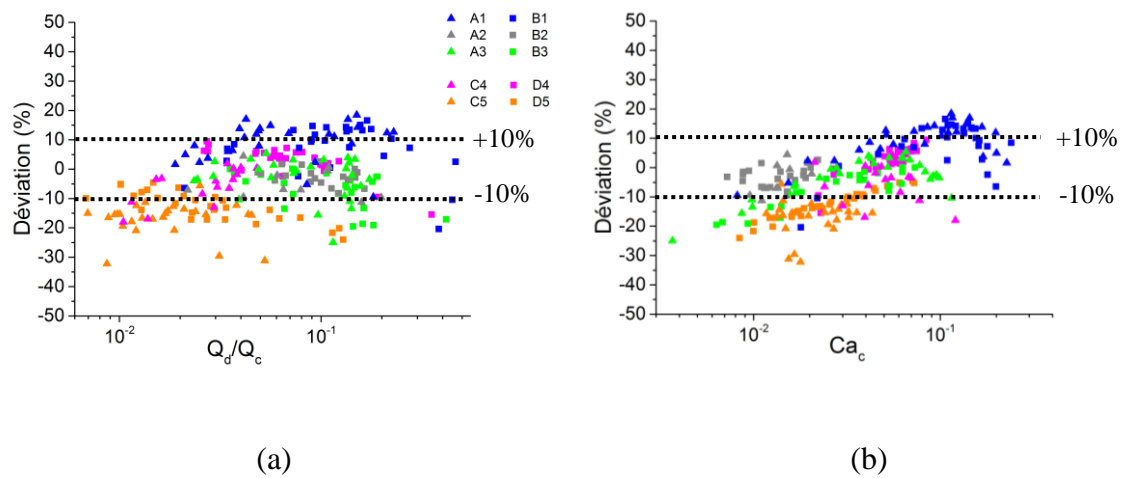 50
40
30
20
10
0
-10
-20
-30
-40
-50
Déviation (%)
10⁻²
10⁻¹
Q_d/Q_c
A1 B1
A2 B2
A3 B3
C4 D4
C5 D5
+10%
-10%
(a)
50
40
30
20
10
0
-10
-20
-30
-40
-50
Déviation (%)
10⁻²
10⁻¹
Ca_c
+10%
-10%
(b)